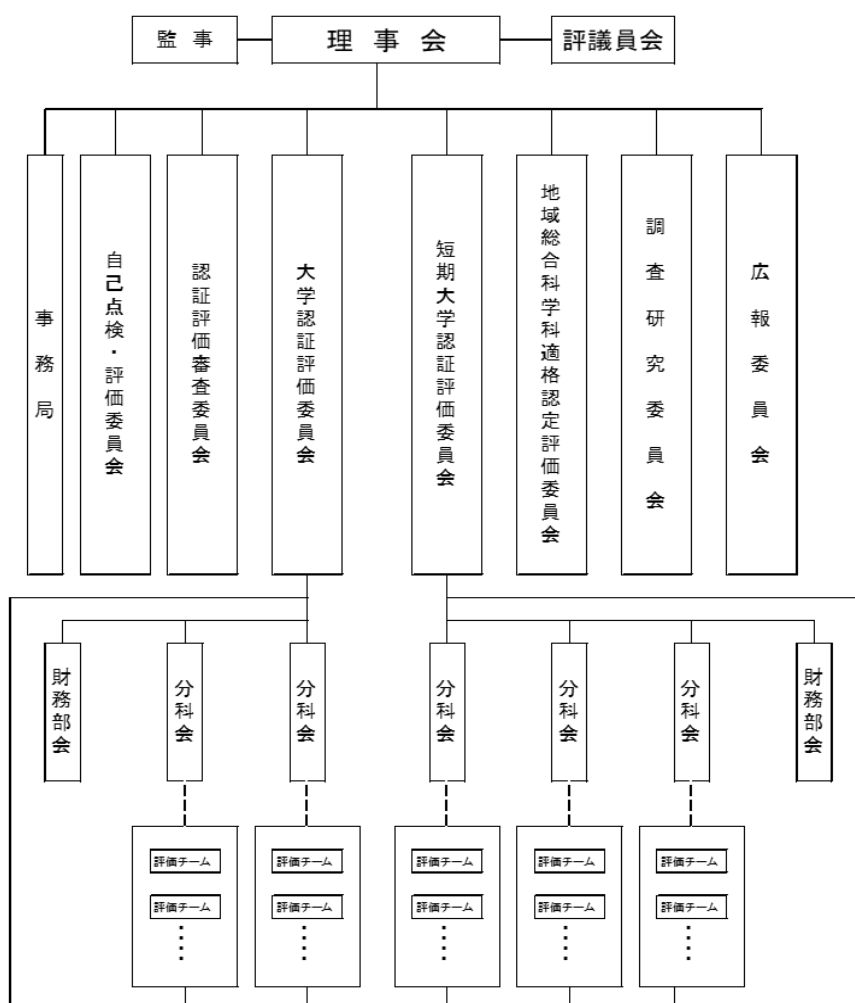 監 事
理 事 会
評議員会
事務局
自己点検・評価委員会
認証評価審査委員会
大学認証評価委員会
短期大学認証評価委員会
地域総合科学科適格認定評価委員会
調査研究委員会
広報委員会
財務部会
分科会
分科会
分科会
分科会
分科会
財務部会
評価チーム
評価チーム
評価チーム
評価チーム
評価チーム
評価チーム
評価チーム
評価チーム
評価チーム
評価チーム